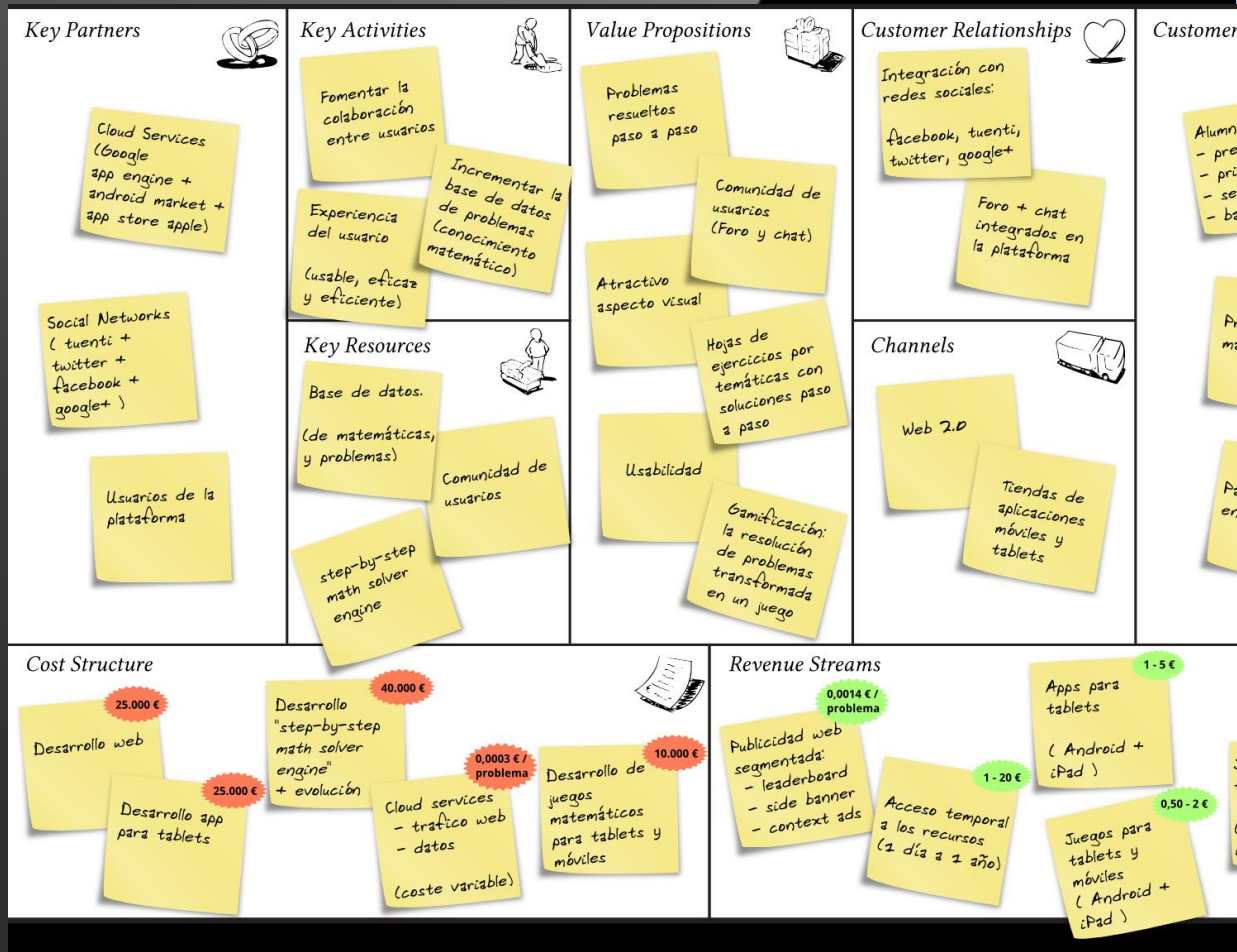 Key Partners
Cloud Services
(Google
app engine +
android market +
app store apple)
Social Networks
( tuenti +
twitter +
facebook +
google+ )
Usuarios de la
plataforma
Key Activities
Fomentar la
colaboración
entre usuarios
Incrementar la
base de datos
de problemas
(conocimiento
matemático)
Experiencia
del usuario
(usable, eficaz
y eficiente)
Key Resources
Base de datos.
(de matemáticas,
y problemas)
Comunidad de
usuarios
step-by-step
math solver
engine
Value Propositions
Problemas
resueltos
paso a paso
Comunidad de
usuarios
(Foro y chat)
Atractivo
aspecto visual
Hojas de
ejercicios por
temáticas con
soluciones paso
a paso
Usabilidad
Gamificación:
la resolución
de problemas
transformada
en un juego
Customer Relationships
Integración con
redes sociales:
facebook, tuenti,
twitter, google+
Foro + chat
integrados en
la plataforma
Channels
Web 2.0
Tiendas de
aplicaciones
móviles y
tablets
Customer
Cost Structure
25.000 €
Desarrollo web
25.000 €
Desarrollo app
para tablets
40.000 €
Desarrollo
"step-by-step
math solver
engine"
+ evolución
0,0003 € /
problema
Cloud services
- trafico web
- datos
(coste variable)
10.000 €
Desarrollo de
juegos
matemáticos
para tablets y
móviles
Revenue Streams
0,0014 € /
problema
Publicidad web
segmentada:
- leaderboard
- side banner
- context ads
1 - 20 €
Acceso temporal
a los recursos
(1 día a 1 año)
1 - 5 €
Apps para
tablets
( Android +
iPad )
0,50 - 2 €
Juegos para
tablets y
móviles
( Android +
iPad )